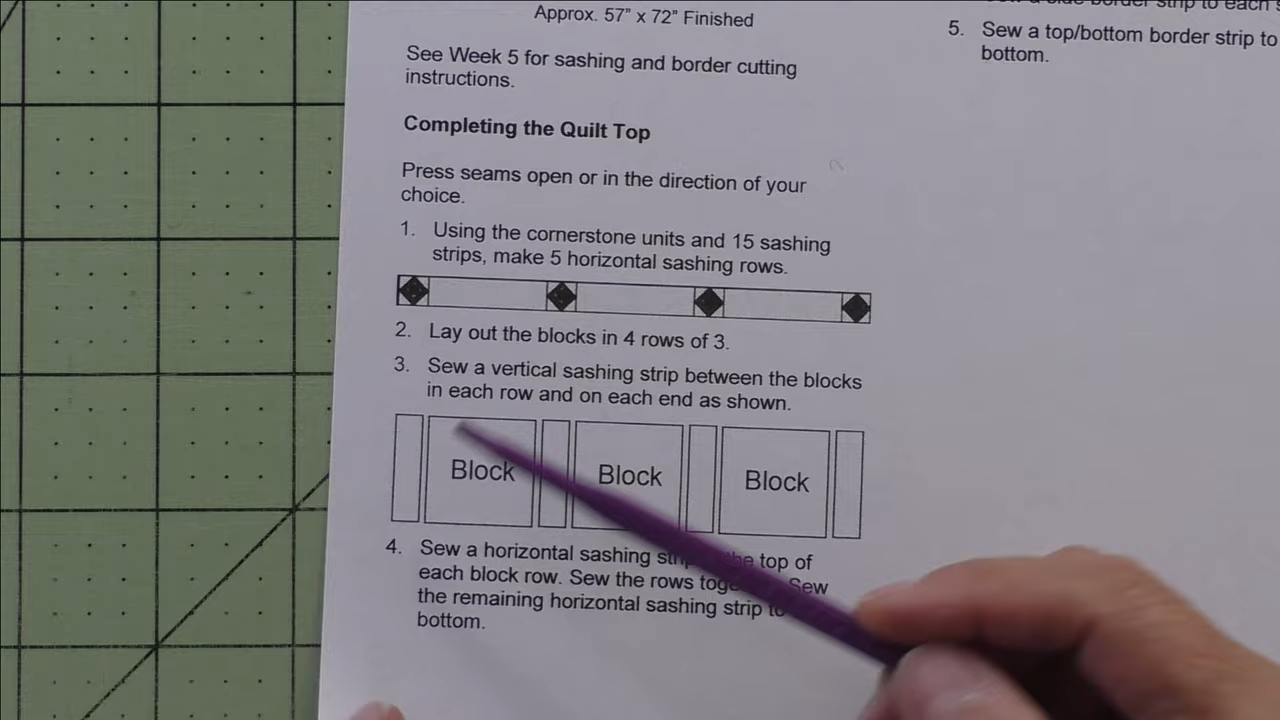 Approx. 57” x 72” Finished
See Week 5 for sashing and border cutting
instructions.
Completing the Quilt Top
Press seams open or in the direction of your
choice.
1. Using the cornerstone units and 15 sashing
strips, make 5 horizontal sashing rows.
2. Lay out the blocks in 4 rows of 3.
3. Sew a vertical sashing strip between the blocks
in each row and on each end as shown.
Block Block Block
4. Sew a horizontal sashing the top of
each block row. Sew the rows Sew
the remaining horizontal sashing strip
bottom.
border strip to each
5. Sew a top/bottom border strip to
bottom.